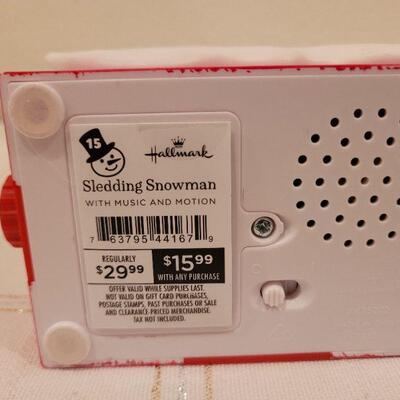 15
Hallmark
Sledding Snowman
WITH MUSIC AND MOTION
7 63795 44167 9
REGULARLY
$29.99
$15.99
WITH ANY PURCHASE
OFFER VALID WHILE SUPPLIES LAST.
NOT VALID ON GIFT CARD PURCHASES,
POSTAGE STAMPS, PAST PURCHASES OR SALE
AND CLEARANCE-PRICED MERCHANDISE.
TAX NOT INCLUDED.